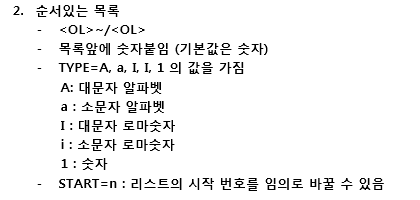 2. 순서있는 목록
- <OL>~/<OL>
- 목록앞에 숫자붙임 (기본값은 숫자)
- TYPE=A, a, I, I, 1 의 값을 가짐
A: 대문자 알파벳
a : 소문자 알파벳
I : 대문자 로마숫자
i : 소문자 로마숫자
1 : 숫자
- START=n : 리스트의 시작 번호를 임의로 바꿀 수 있음